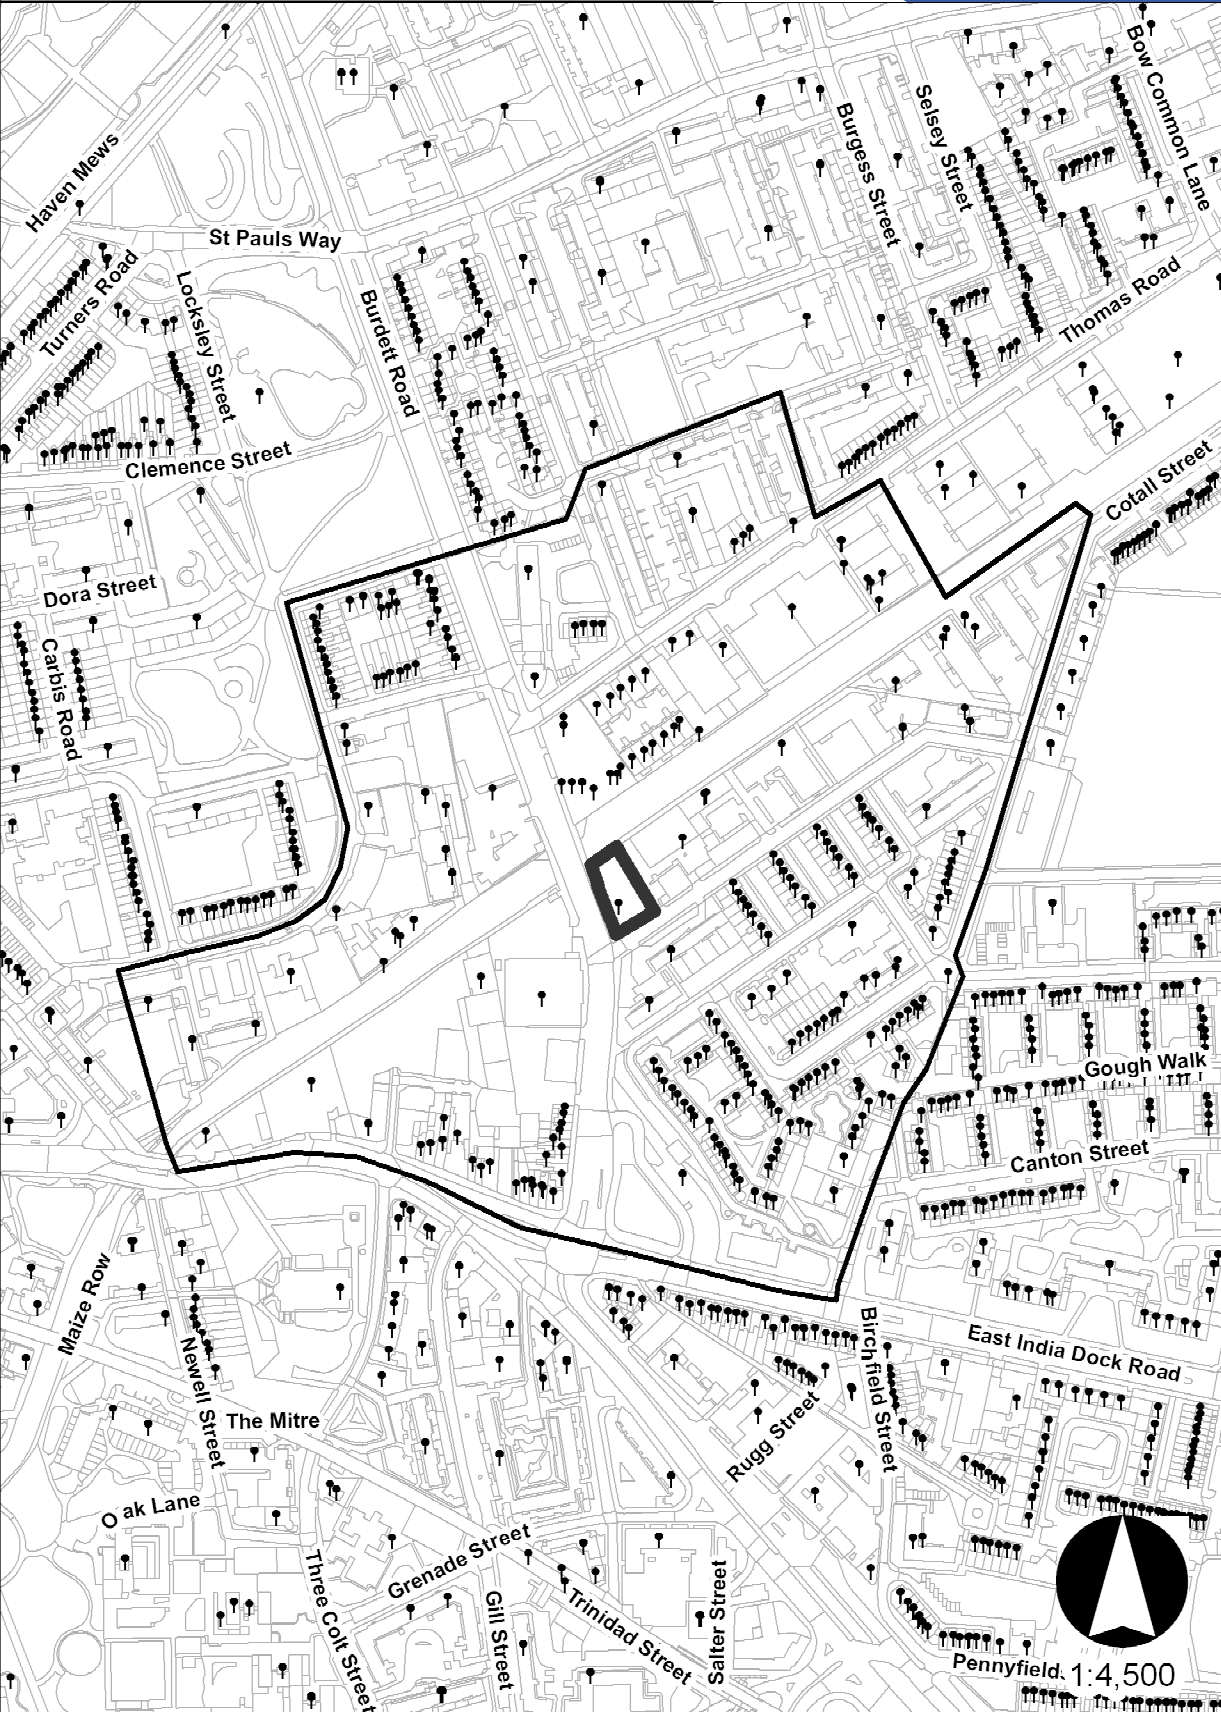 Bow Common Lane
Selsey Street
Burgess Street
Haven Mews
St Pauls Way
Turners Road
Locksley Street
Thomas Road
Burdett Road
Clemence Street
Cotall Street
Dora Street
Carbis Road
Gough Walk
Canton Street
Maize Row
East India Dock Road
Birchfield Street
Newell Street
The Mitre
Rugg Street
Oak Lane
Grenade Street
Three Colt Street
Gill Street
Trinidad Street
Salter Street
Pennyfields
1:4,500